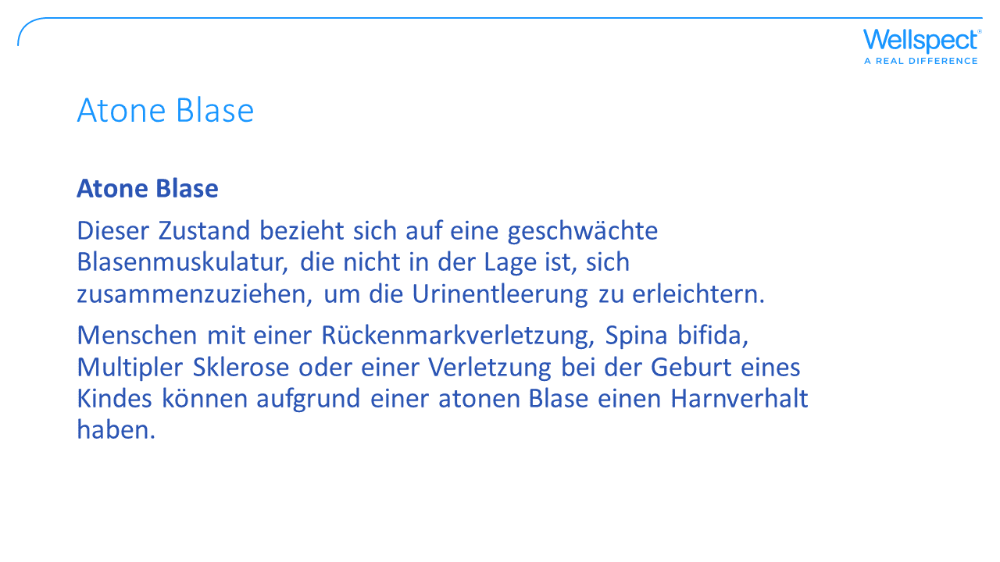 Wellspect®
A REAL DIFFERENCE
Atone Blase
Atone Blase
Dieser Zustand bezieht sich auf eine geschwächte
Blasenmuskulatur, die nicht in der Lage ist, sich
zusammenzuziehen, um die Urinentleerung zu erleichtern.
Menschen mit einer Rückenmarkverletzung, Spina bifida,
Multipler Sklerose oder einer Verletzung bei der Geburt eines
Kindes können aufgrund einer atonen Blase einen Harnverhalt
haben.